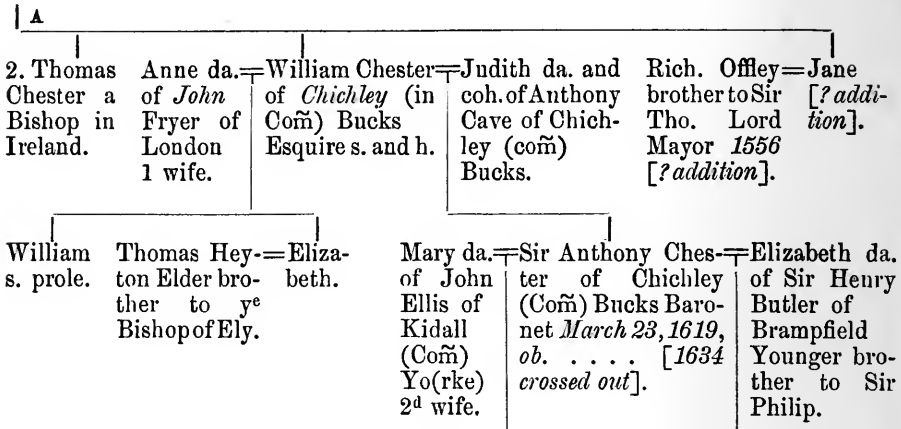 A
2. Thomas
Chester a
Bishop in
Ireland.
Anne da.
of John
Fryer of
London
1 wife.
William Chester
of Chichley (in
Com̃) Bucks
Esquire s. and h.
Judith da. and
coh. of Anthony
Cave of Chich-
ley (com̃)
Bucks.
Rich. Offley
brother to Sir
Tho. Lord
Mayor 1556
[? addition].
Jane
[? addi-
tion].
William
s. prole.
Thomas Hey-
ton Elder bro-
ther to yᵉ
Bishop of Ely.
Eliza-
beth.
Mary da.
of John
Ellis of
Kidall
(Com̃)
Yo(rke)
2ᵈ wife.
Sir Anthony Ches-
ter of Chichley
(Com̃) Bucks Baro-
net March 23, 1619,
ob. . . . . [1634
crossed out].
Elizabeth da.
of Sir Henry
Butler of
Brampfield
Younger bro-
ther to Sir
Philip.